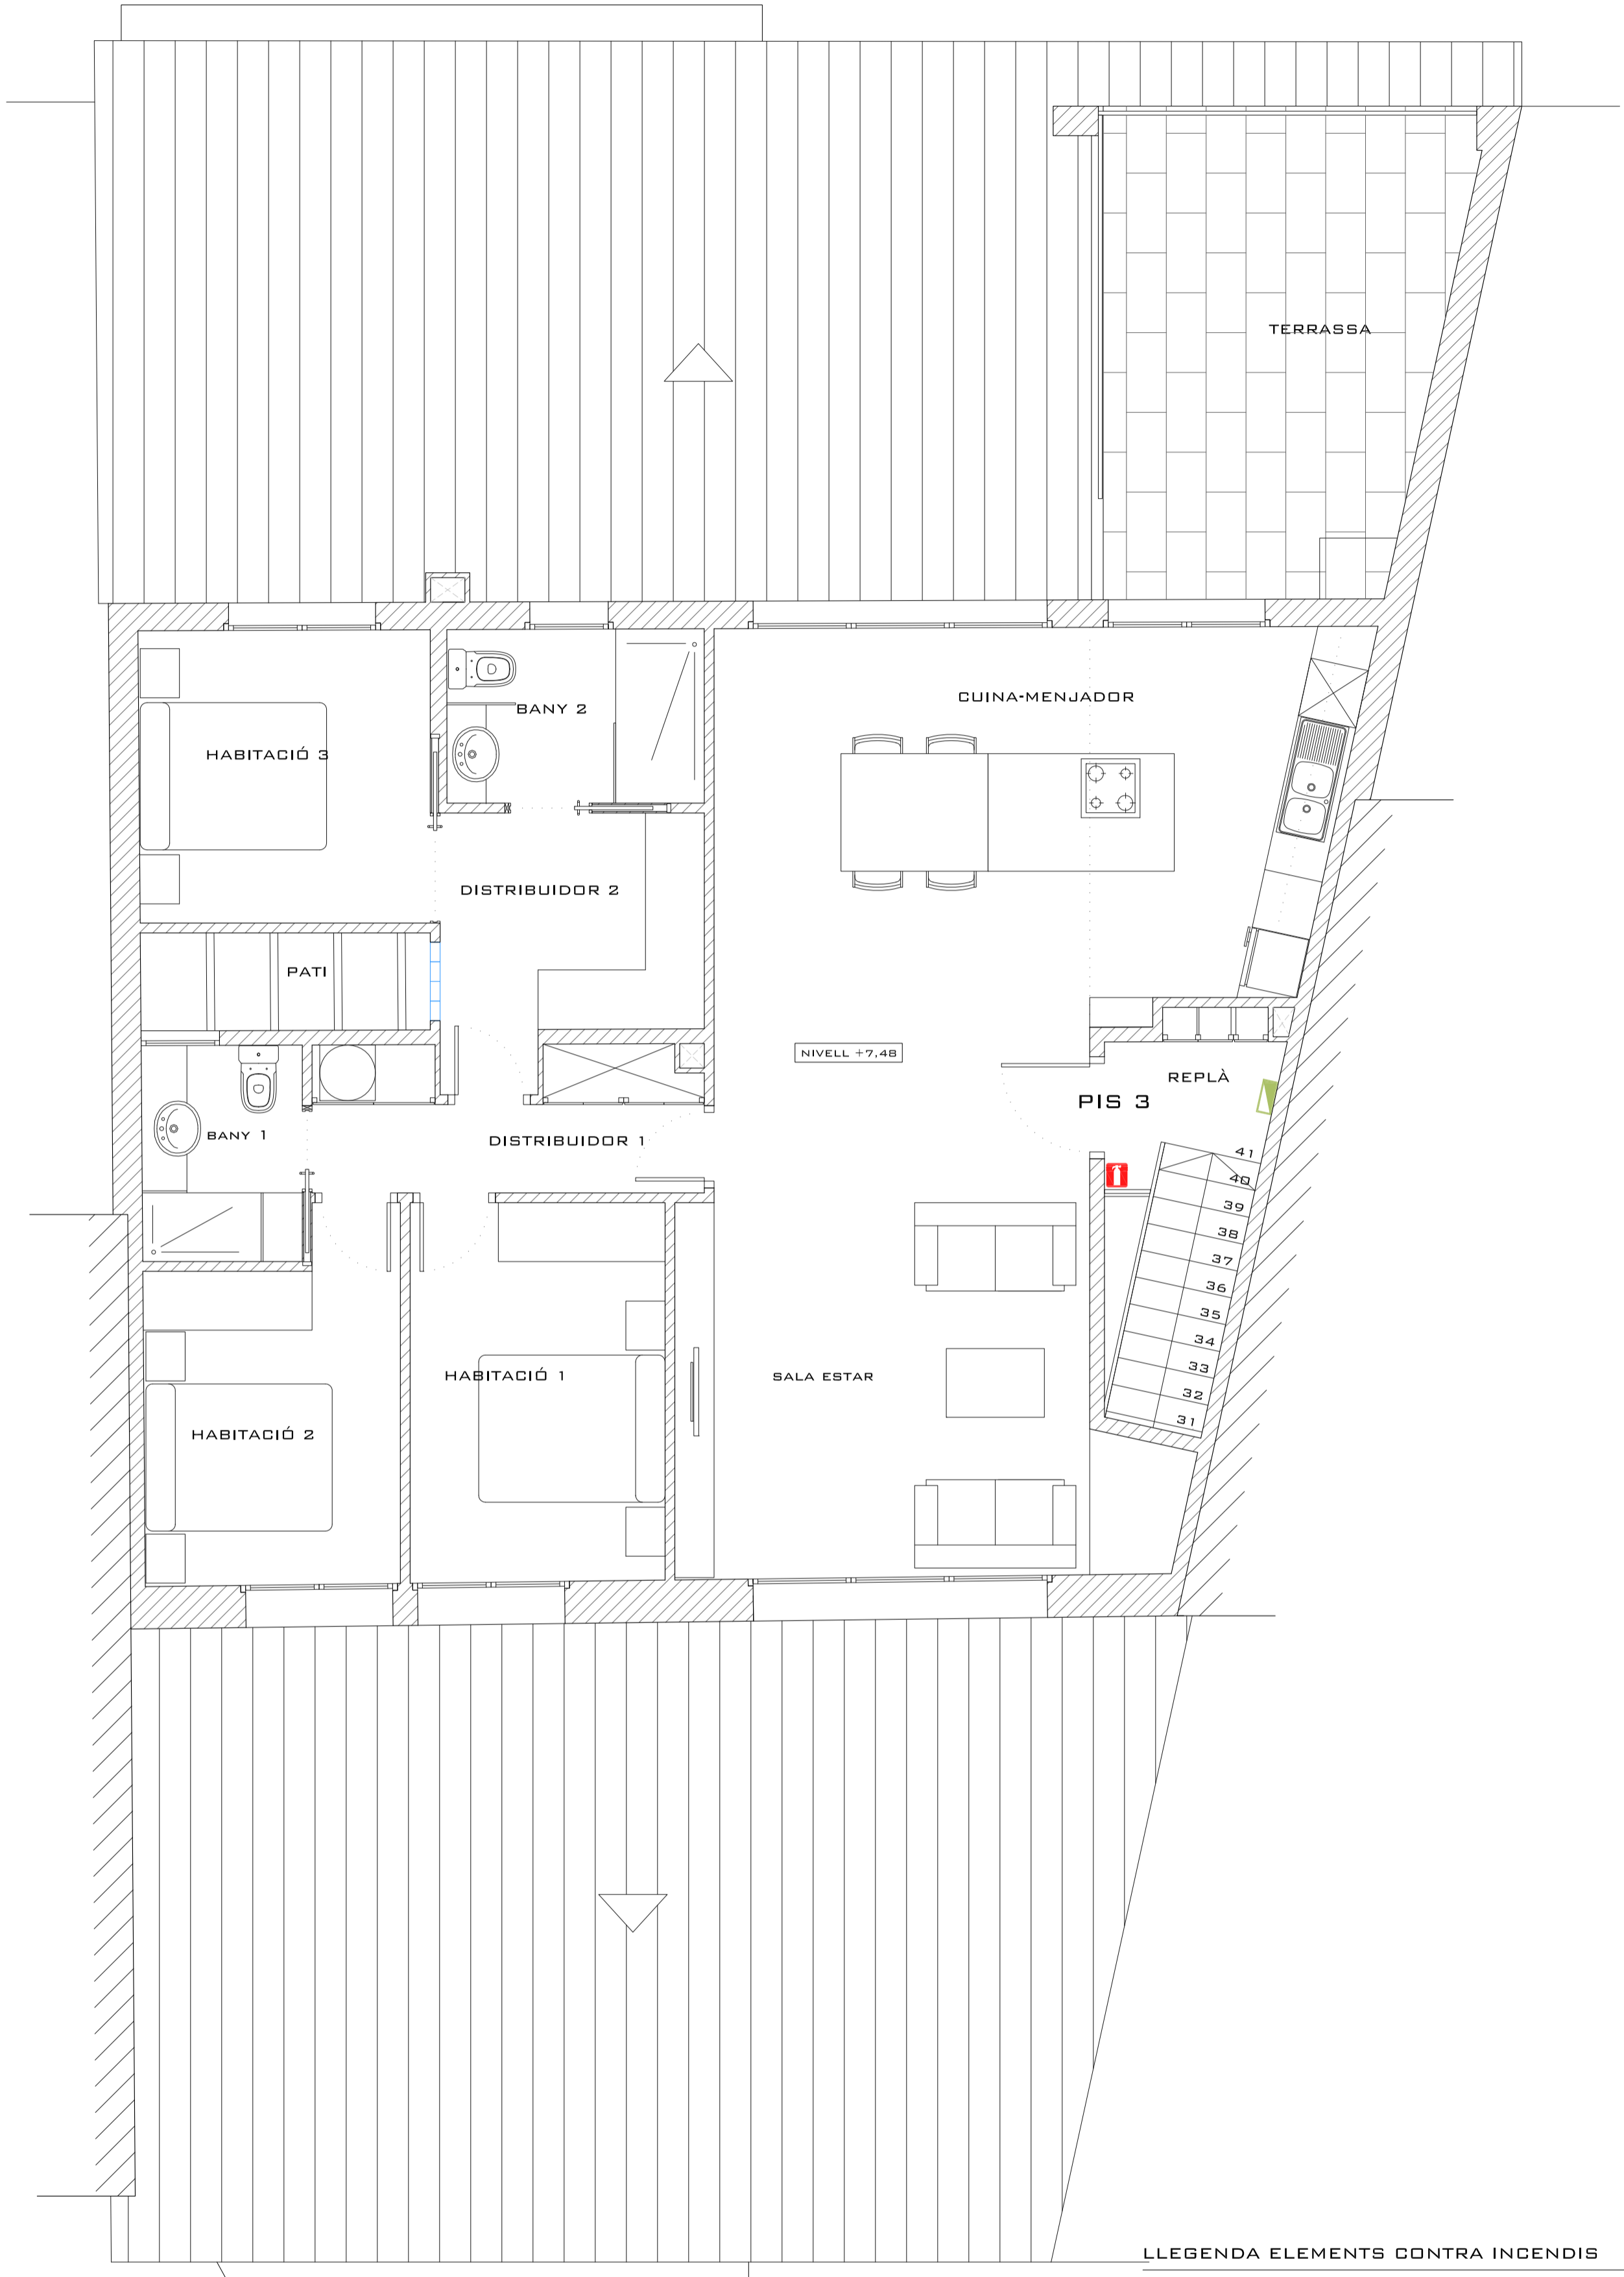 TERRASSA
CUINA-MENJADOR
BANY 2
HABITACIÓ 3
DISTRIBUIDOR 2
PATI
NIVELL +7,48
REPLÀ
PIS 3
BANY 1
DISTRIBUIDOR 1
41
40
39
38
37
36
35
34
33
32
31
HABITACIÓ 1
SALA ESTAR
HABITACIÓ 2
LLEGENDA ELEMENTS CONTRA INCENDIS